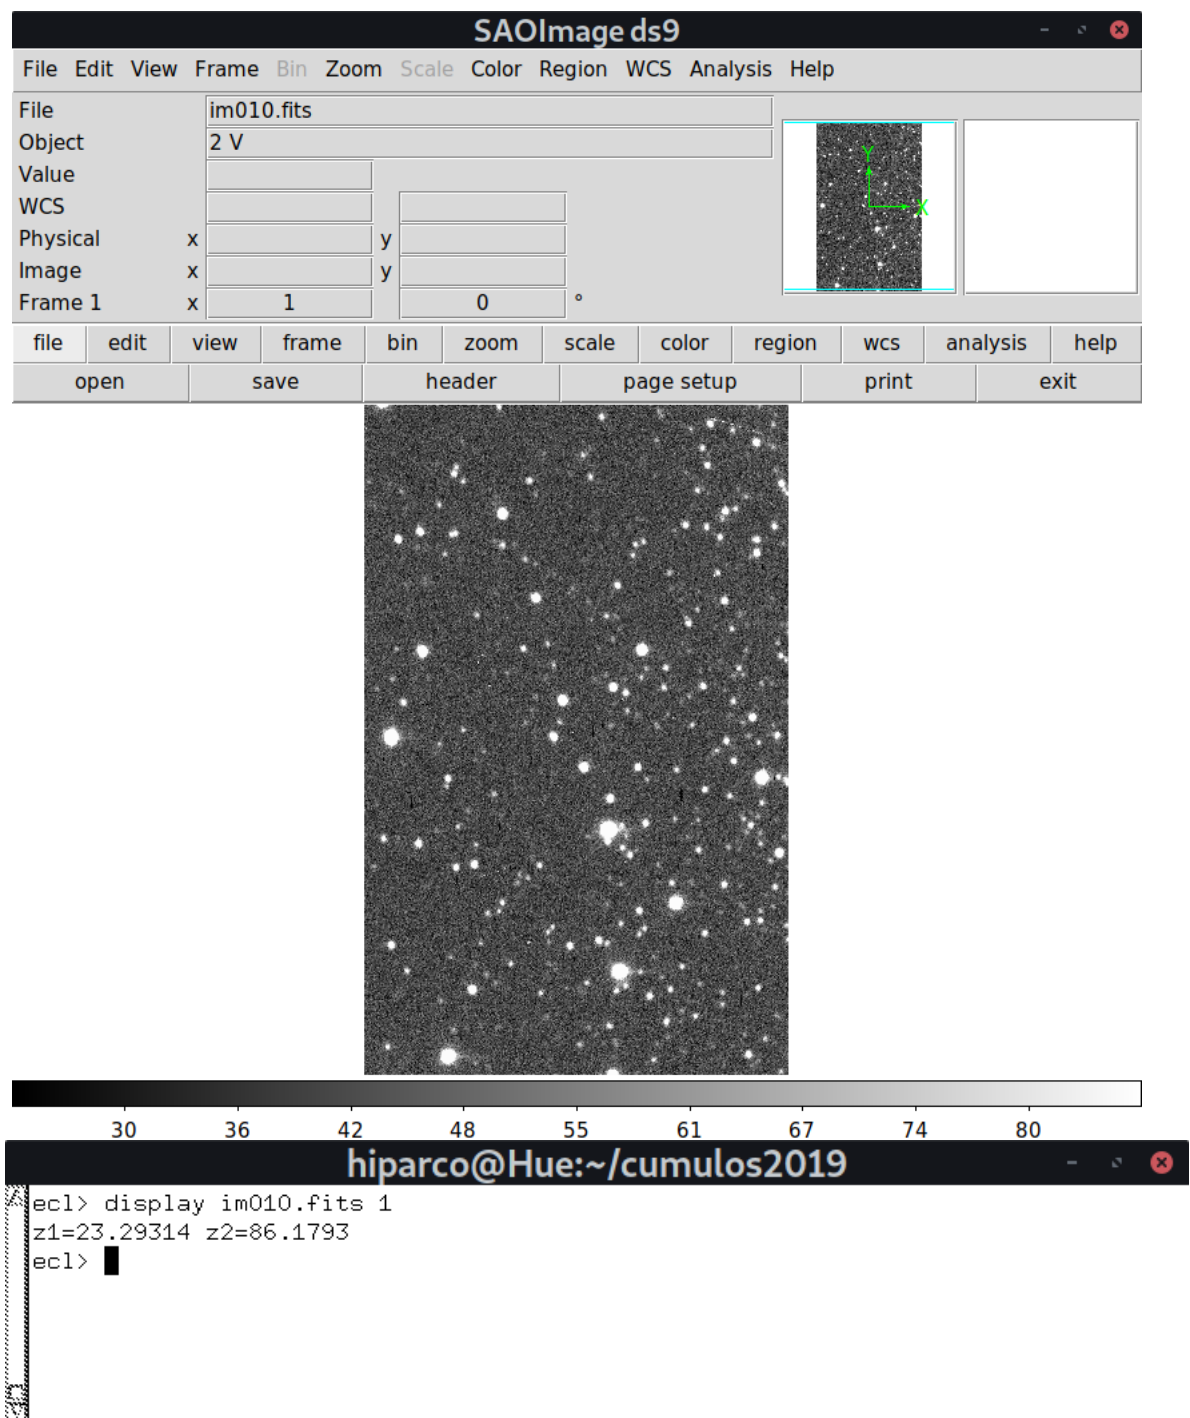 SAOImage ds9
File Edit View Frame Bin Zoom Scale Color Region WCS Analysis Help
File im010.fits
Object 2 V
Value
WCS
Physical x y
Image x y
Frame 1 x 1 0 °
Y
X
file edit view frame bin zoom scale color region wcs analysis help
open save header page setup print exit
30 36 42 48 55 61 67 74 80
hiparco@Hue:~/cumulos2019
ecl> display im010.fits 1
z1=23.29314 z2=86.1793
ecl>